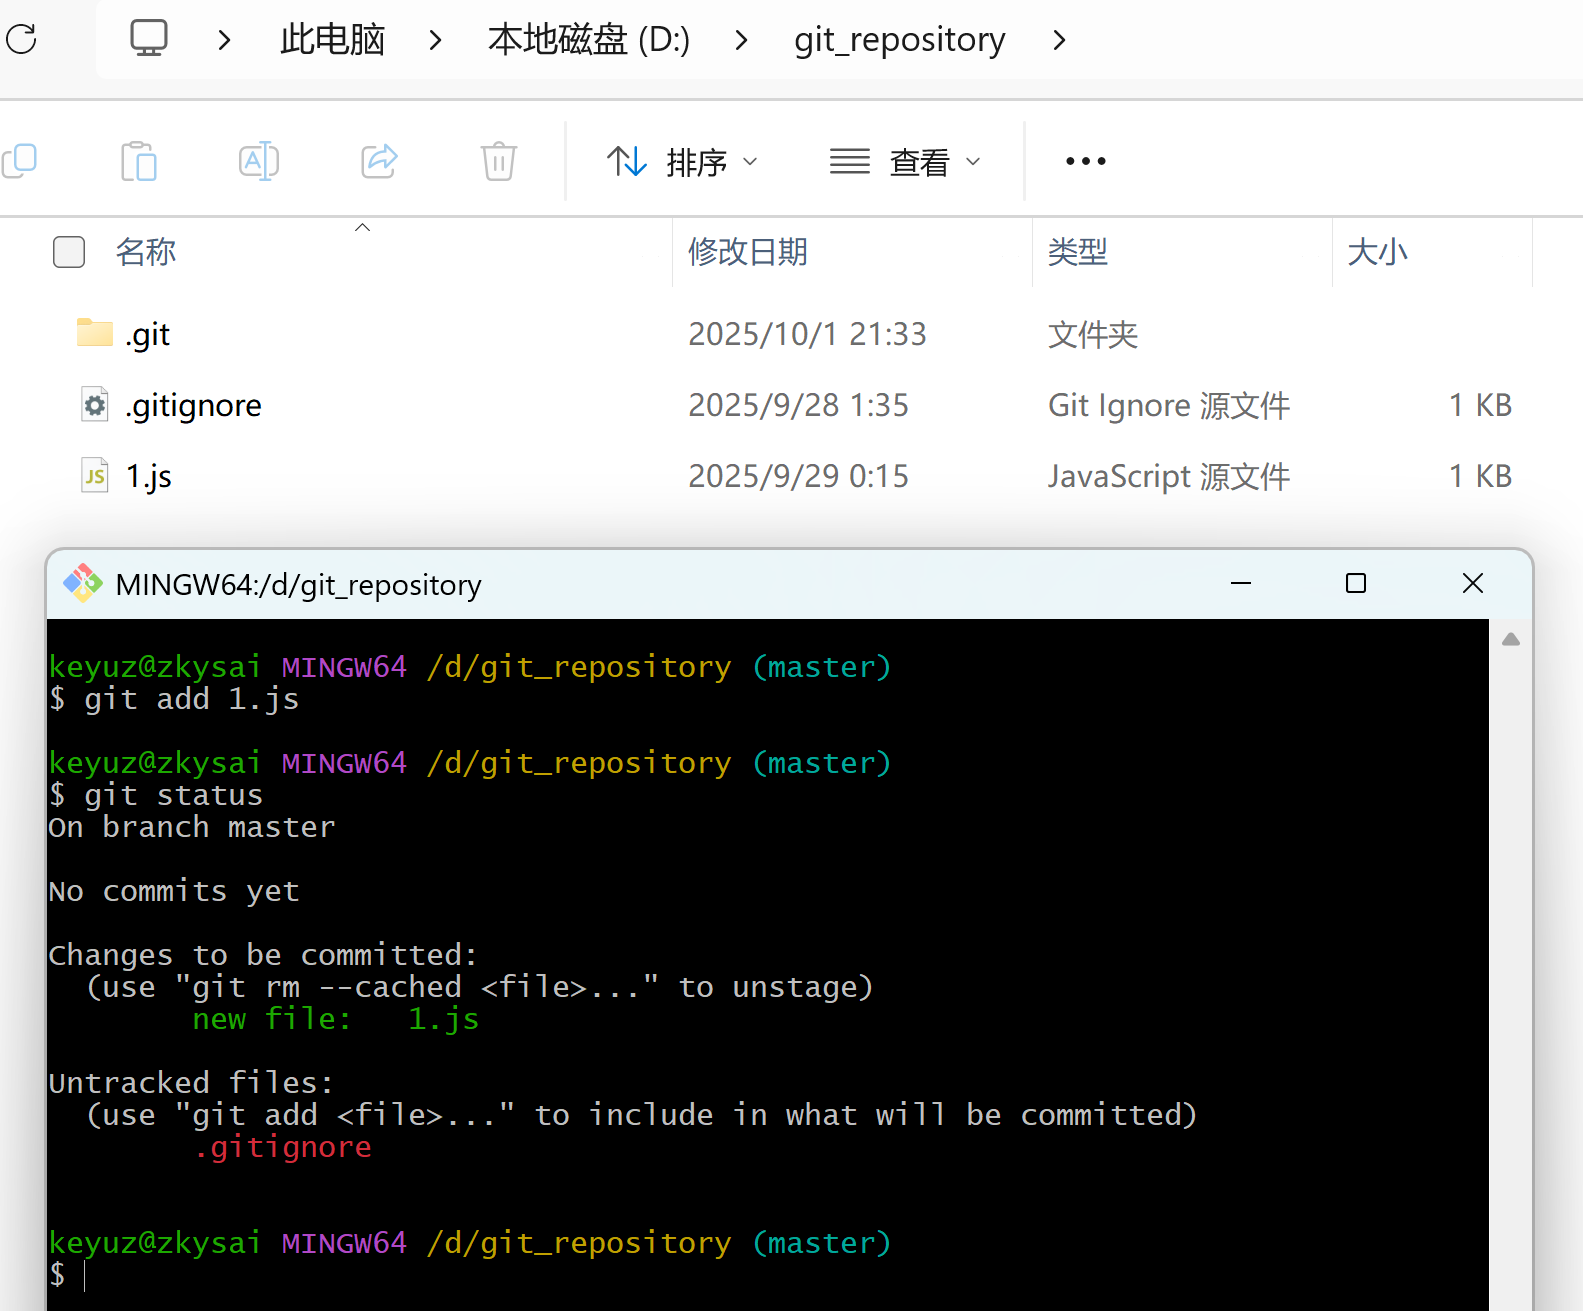 此电脑 本地磁盘 (D:) git_repository
排序 查看
名称 修改日期 类型 大小
.git 2025/10/1 21:33 文件夹
.gitignore 2025/9/28 1:35 Git Ignore 源文件 1 KB
1.js 2025/9/29 0:15 JavaScript 源文件 1 KB
MINGW64:/d/git_repository
keyuz@zkysai MINGW64 /d/git_repository (master)
$ git add 1.js
keyuz@zkysai MINGW64 /d/git_repository (master)
$ git status
On branch master
No commits yet
Changes to be committed:
  (use "git rm --cached <file>..." to unstage)
        new file:   1.js
Untracked files:
  (use "git add <file>..." to include in what will be committed)
        .gitignore
keyuz@zkysai MINGW64 /d/git_repository (master)
$